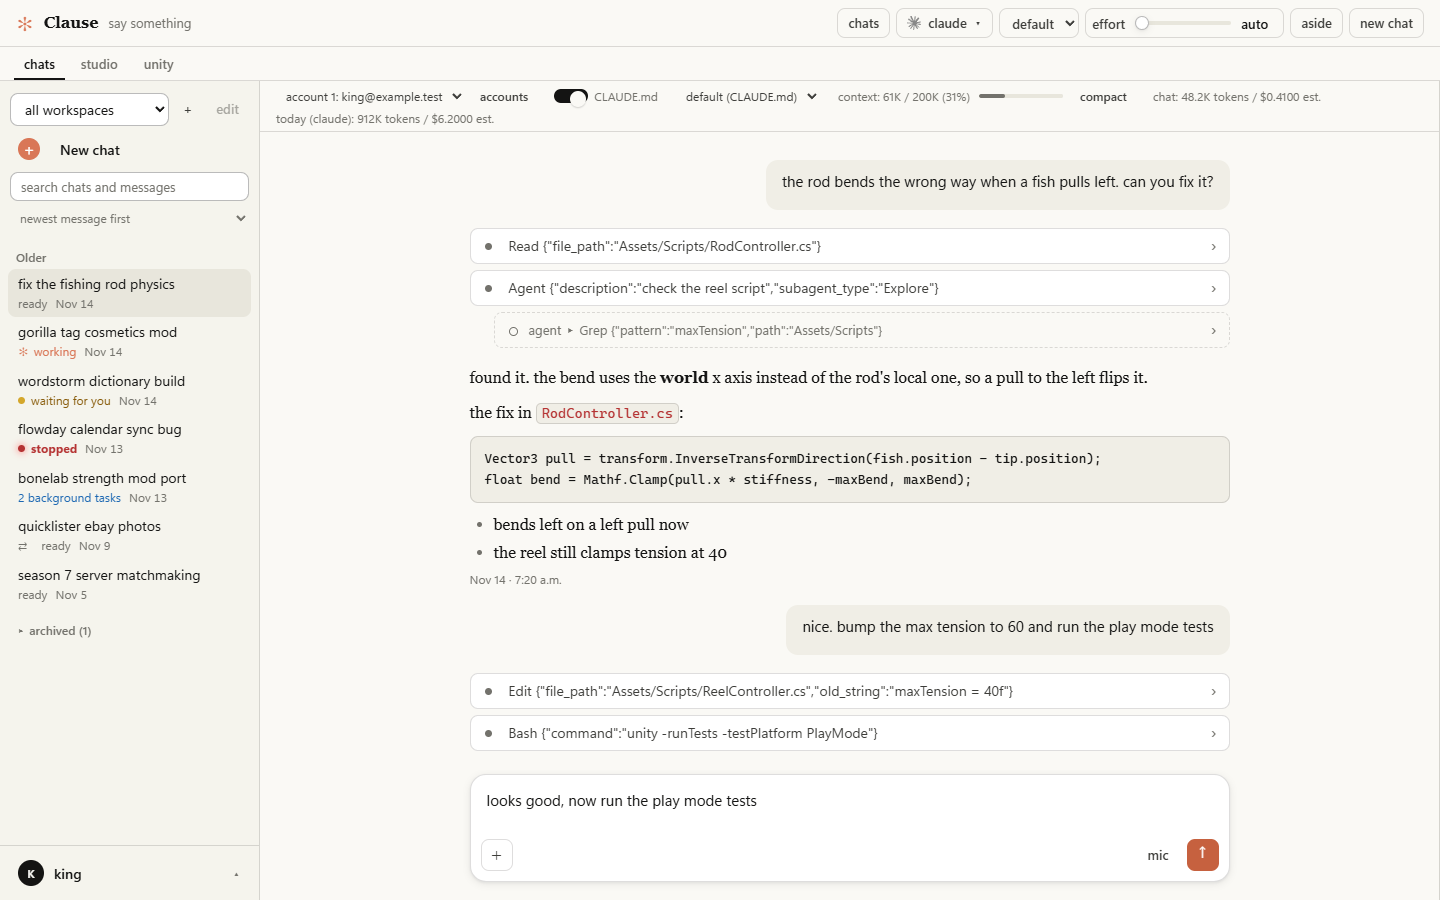 Clause say something
chats claude default effort auto aside new chat
chats studio unity
all workspaces + edit
+ New chat
search chats and messages
newest message first
Older
fix the fishing rod physics
ready Nov 14
gorilla tag cosmetics mod
working Nov 14
wordstorm dictionary build
waiting for you Nov 14
flowday calendar sync bug
stopped Nov 13
bonelab strength mod port
2 background tasks Nov 13
quicklister ebay photos
ready Nov 9
season 7 server matchmaking
ready Nov 5
archived (1)
K king
account 1: king@example.test accounts CLAUDE.md default (CLAUDE.md) context: 61K / 200K (31%) compact chat: 48.2K tokens / $0.4100 est.
today (claude): 912K tokens / $6.2000 est.
the rod bends the wrong way when a fish pulls left. can you fix it?
Read {"file_path":"Assets/Scripts/RodController.cs"}
Agent {"description":"check the reel script","subagent_type":"Explore"}
agent ▸ Grep {"pattern":"maxTension","path":"Assets/Scripts"}
found it. the bend uses the world x axis instead of the rod's local one, so a pull to the left flips it.
the fix in RodController.cs:
Vector3 pull = transform.InverseTransformDirection(fish.position - tip.position);
float bend = Mathf.Clamp(pull.x * stiffness, -maxBend, maxBend);
• bends left on a left pull now
• the reel still clamps tension at 40
Nov 14 · 7:20 a.m.
nice. bump the max tension to 60 and run the play mode tests
Edit {"file_path":"Assets/Scripts/ReelController.cs","old_string":"maxTension = 40f"}
Bash {"command":"unity -runTests -testPlatform PlayMode"}
looks good, now run the play mode tests
+ mic ↑